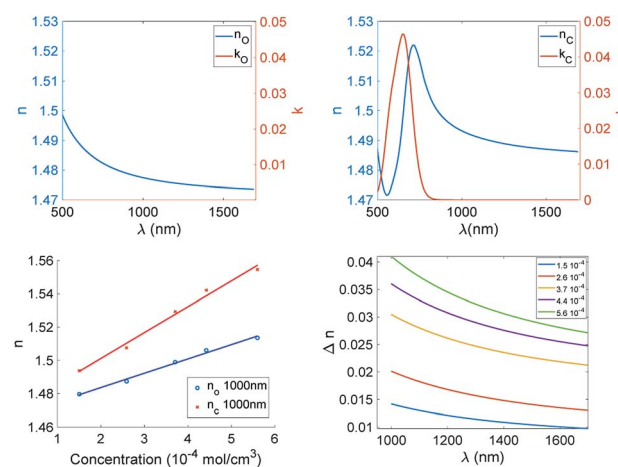 1.53
1.52
1.51
1.5
1.49
1.48
1.47
n
n_O
k_O
0.05
0.04
0.03
0.02
0.01
k
500 1000 1500
λ (nm)
1.53
1.52
1.51
1.5
1.49
1.48
1.47
n
n_C
k_C
0.05
0.04
0.03
0.02
0.01
0
500 1000 1500
λ(nm)
1.56
1.54
1.52
1.5
1.48
1.46
n
n_o 1000nm
n_c 1000nm
1 2 3 4 5 6
Concentration (10^-4 mol/cm^3)
0.04
0.035
0.03
0.025
0.02
0.015
0.01
Δ n
1.5 10^-4
2.6 10^-4
3.7 10^-4
4.4 10^-4
5.6 10^-4
1000 1200 1400 1600
λ (nm)